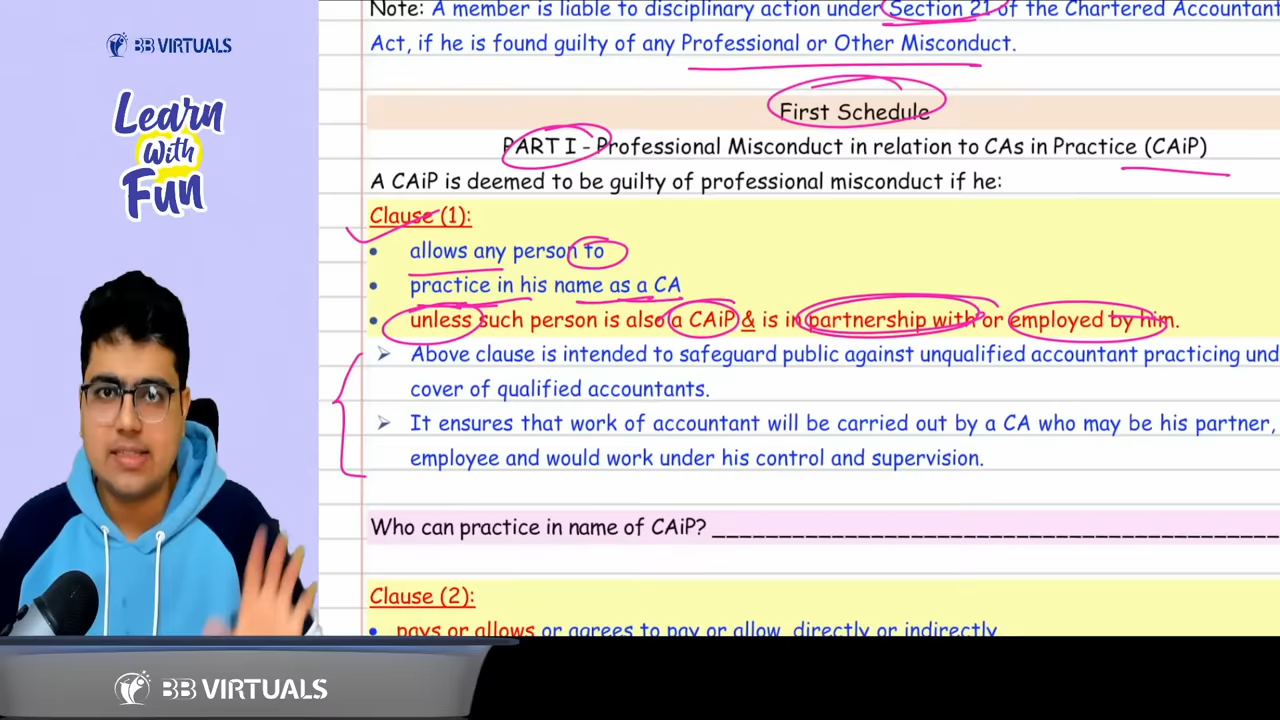 BB VIRTUALS
Learn
With
Fun
Note: A member is liable to disciplinary action under Section 21 of the Chartered Accountant
Act, if he is found guilty of any Professional or Other Misconduct.
First Schedule
PART I - Professional Misconduct in relation to CAs in Practice (CAiP)
A CAiP is deemed to be guilty of professional misconduct if he:
Clause (1):
• allows any person to
• practice in his name as a CA
• unless such person is also a CAiP & is in partnership with or employed by him.
➢ Above clause is intended to safeguard public against unqualified accountant practicing und
cover of qualified accountants.
➢ It ensures that work of accountant will be carried out by a CA who may be his partner,
employee and would work under his control and supervision.
Who can practice in name of CAiP? ________________________________________
Clause (2):
• pays or allows or agrees to pay or allow, directly or indirectly
BB VIRTUALS